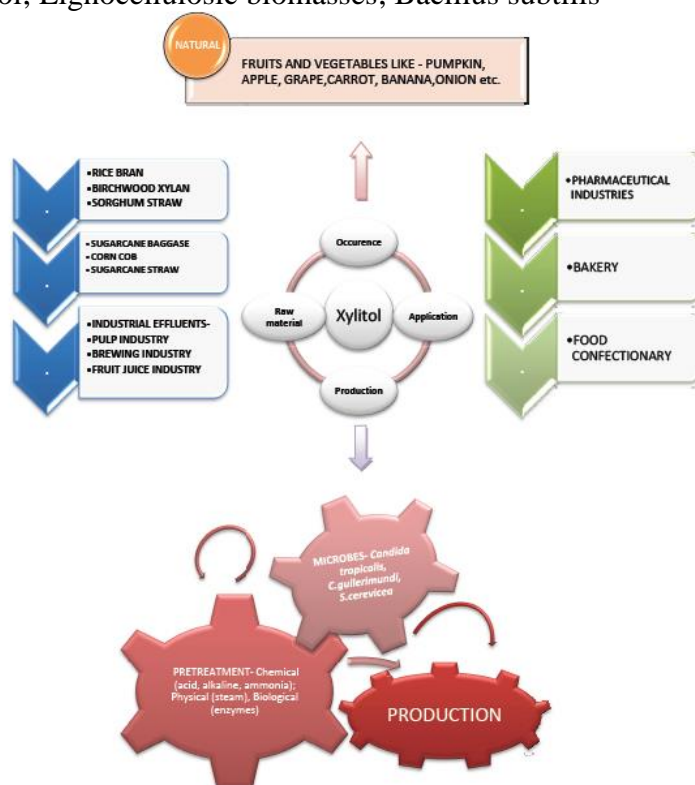 ol; Lignocellulosic biomasses; Bacillus subtilis
NATURAL
FRUITS AND VEGETABLES LIKE - PUMPKIN,
APPLE, GRAPE,CARROT, BANANA,ONION etc.
•RICE BRAN
•BIRCHWOOD XYLAN
•SORGHUM STRAW
•SUGARCANE BAGGASE
•CORN COB
•SUGARCANE STRAW
•INDUSTRIAL EFFLUENTS-
•PULP INDUSTRY
•BREWING INDUSTRY
•FRUIT JUICE INDUSTRY
Occurence
Raw
material
Xylitol
Application
Production
•PHARMACEUTICAL
INDUSTRIES
•BAKERY
•FOOD
CONFECTIONARY
MICROBES- Candida
tropicalis,
C.guilerimundi,
S.cerevicea
PRETREATMENT- Chemical
(acid, alkaline, ammonia);
Physical (steam), Biological
(enzymes)
PRODUCTION